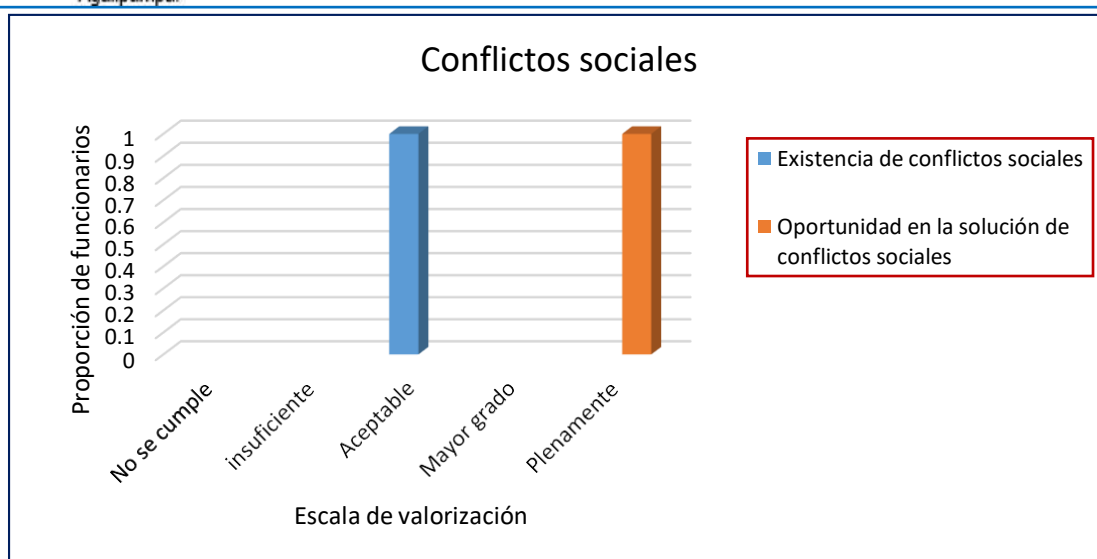 Conflictos sociales
Proporción de funcionarios
1
0.9
0.8
0.7
0.6
0.5
0.4
0.3
0.2
0.1
0
No se cumple
insuficiente
Aceptable
Mayor grado
Plenamente
Escala de valorización
Existencia de conflictos sociales
Oportunidad en la solución de
conflictos sociales